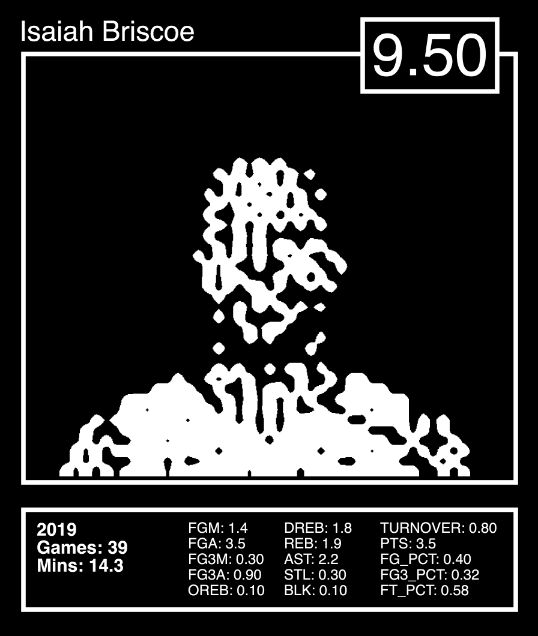 Isaiah Briscoe
9.50
2019
Games: 39
Mins: 14.3
FGM: 1.4
FGA: 3.5
FG3M: 0.30
FG3A: 0.90
OREB: 0.10
DREB: 1.8
REB: 1.9
AST: 2.2
STL: 0.30
BLK: 0.10
TURNOVER: 0.80
PTS: 3.5
FG_PCT: 0.40
FG3_PCT: 0.32
FT_PCT: 0.58